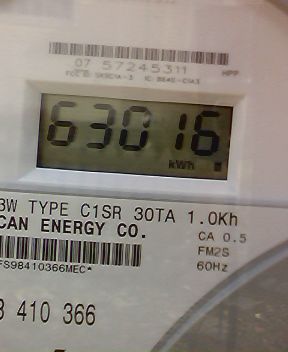 07 57245311 HPP
63016
kWh
3W TYPE C1SR 30TA 1.0Kh
CAN ENERGY CO. CA 0.5
FM2S
FS98410366MEC* 60Hz
3 410 366